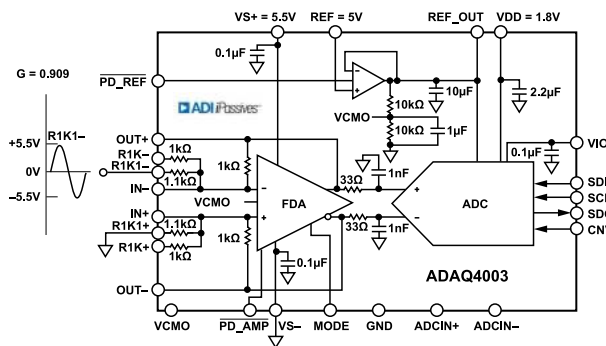 VS+ = 5.5V
REF = 5V
REF_OUT
VDD = 1.8V
0.1µF
G = 0.909
PD_REF
ADI iPassives™
10kΩ
10µF
2.2µF
VCMO
10kΩ
1µF
+5.5V
R1K1–
0V
–5.5V
OUT+
1kΩ
R1K–
R1K1–
1.1kΩ
IN–
1kΩ
VCMO
FDA
33Ω
1nF
ADC
0.1µF
VIO
IN+
R1K1+
1.1kΩ
R1K+
1kΩ
1kΩ
33Ω
1nF
SDI
CNV
0.1µF
ADAQ4003
OUT–
VCMO
PD_AMP
VS–
MODE
GND
ADCIN+
ADCIN–